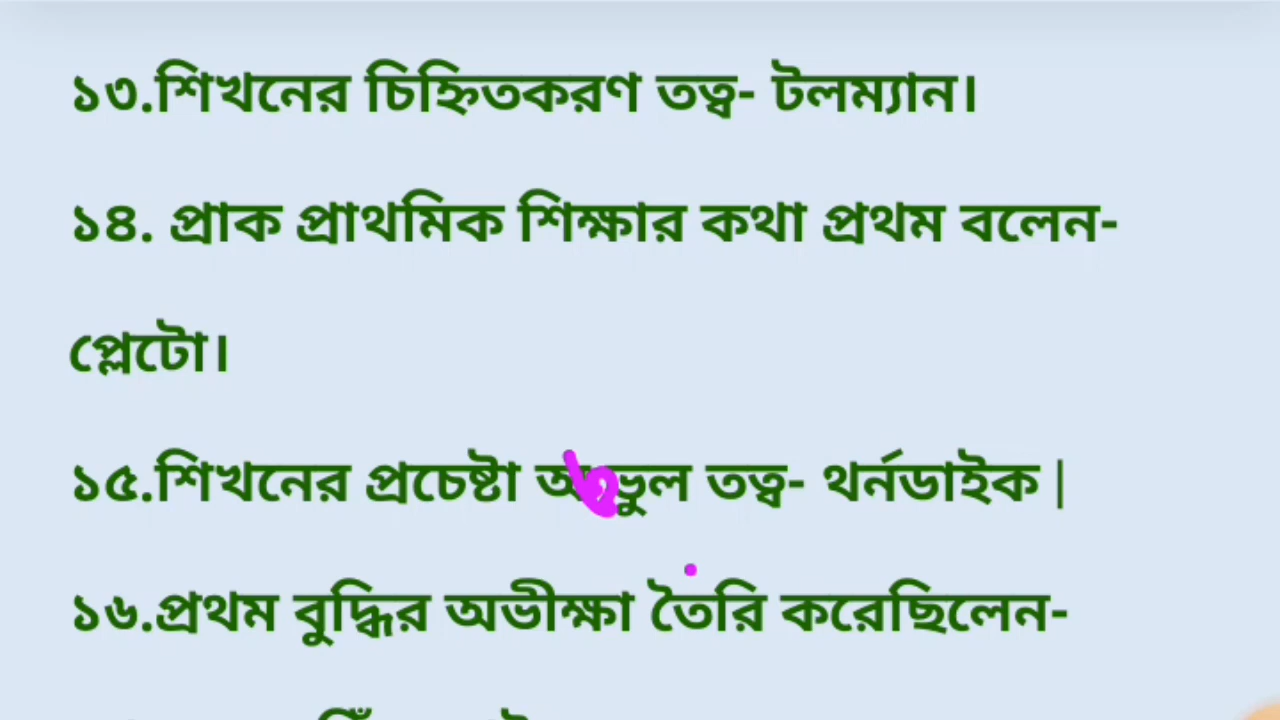 ১৩.শিখনের চিহ্নিতকরণ তত্ব- টলম্যান।
১৪. প্রাক প্রাথমিক শিক্ষার কথা প্রথম বলেন-
প্লেটো।
১৫.শিখনের প্রচেষ্টা তত্ব- থর্নডাইক |
১৬.প্রথম বুদ্ধির অভীক্ষা তৈরি করেছিলেন-